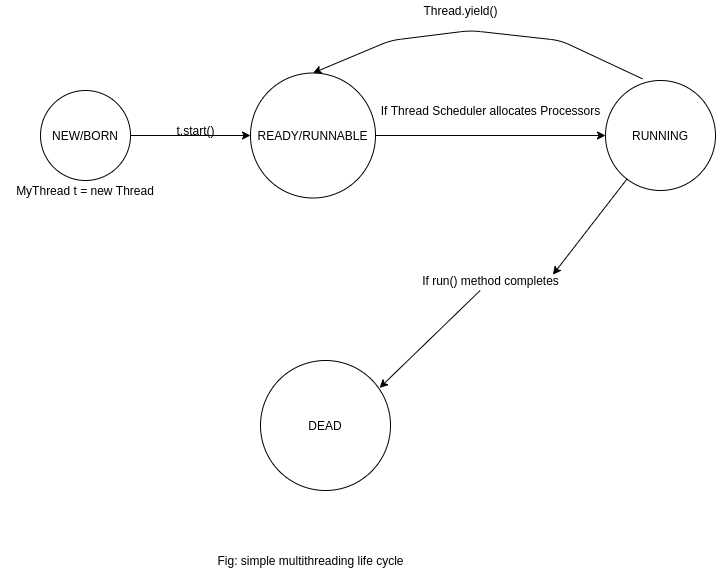 Thread.yield()
If Thread Scheduler allocates Processors
NEW/BORN
t.start()
READY/RUNNABLE
RUNNING
MyThread t = new Thread
If run() method completes
DEAD
Fig: simple multithreading life cycle